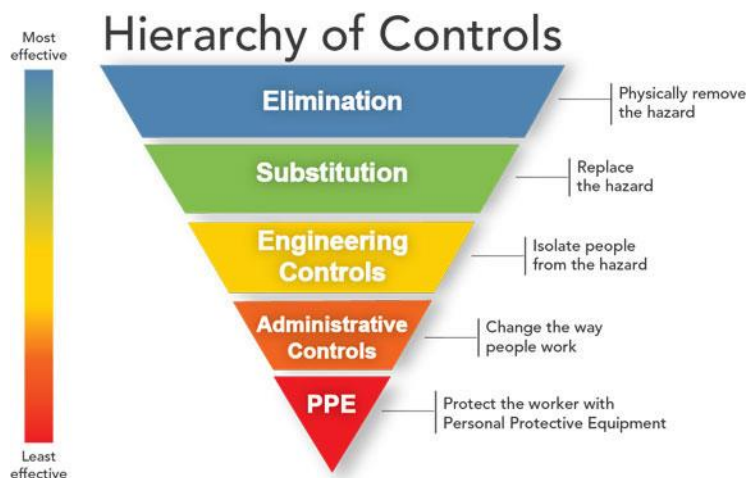 Hierarchy of Controls
Most
effective
Elimination
Physically remove
the hazard
Substitution
Replace
the hazard
Engineering
Controls
Isolate people
from the hazard
Administrative
Controls
Change the way
people work
PPE
Protect the worker with
Personal Protective Equipment
Least
effective